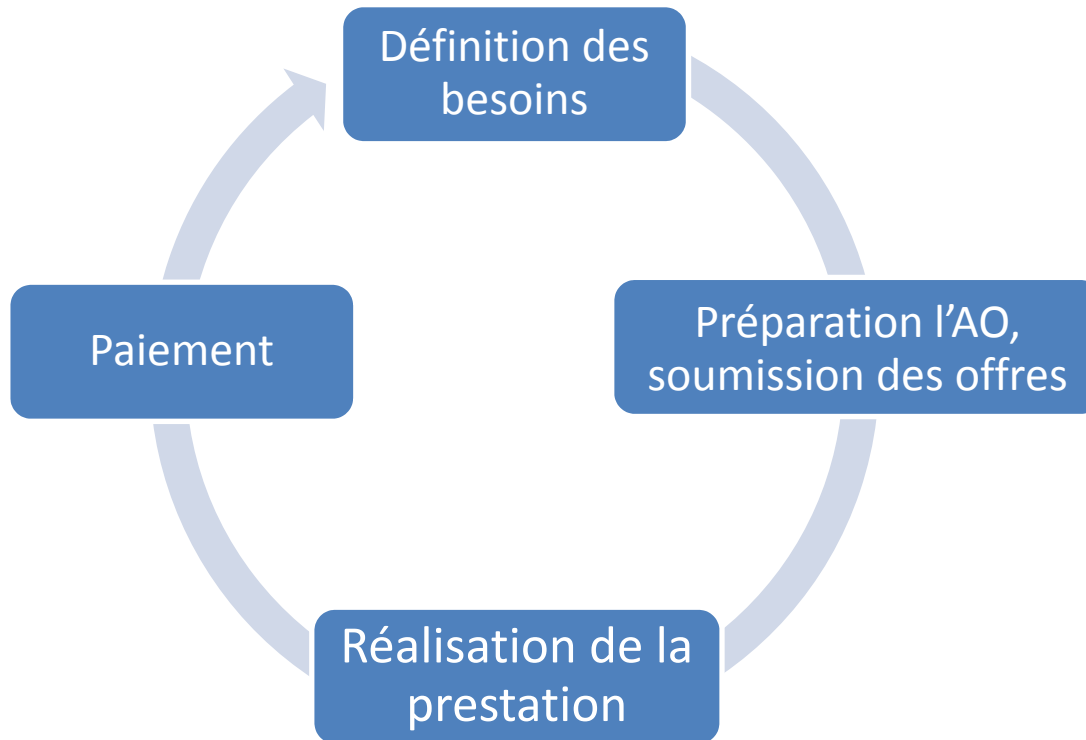 Définition des
besoins
Préparation l’AO,
soumission des offres
Réalisation de la
prestation
Paiement